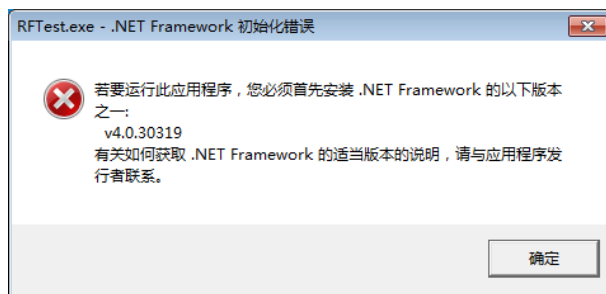 RFTest.exe - .NET Framework 初始化错误
若要运行此应用程序，您必须首先安装 .NET Framework 的以下版本
之一:
v4.0.30319
有关如何获取 .NET Framework 的适当版本的说明，请与应用程序发
行者联系。
确定